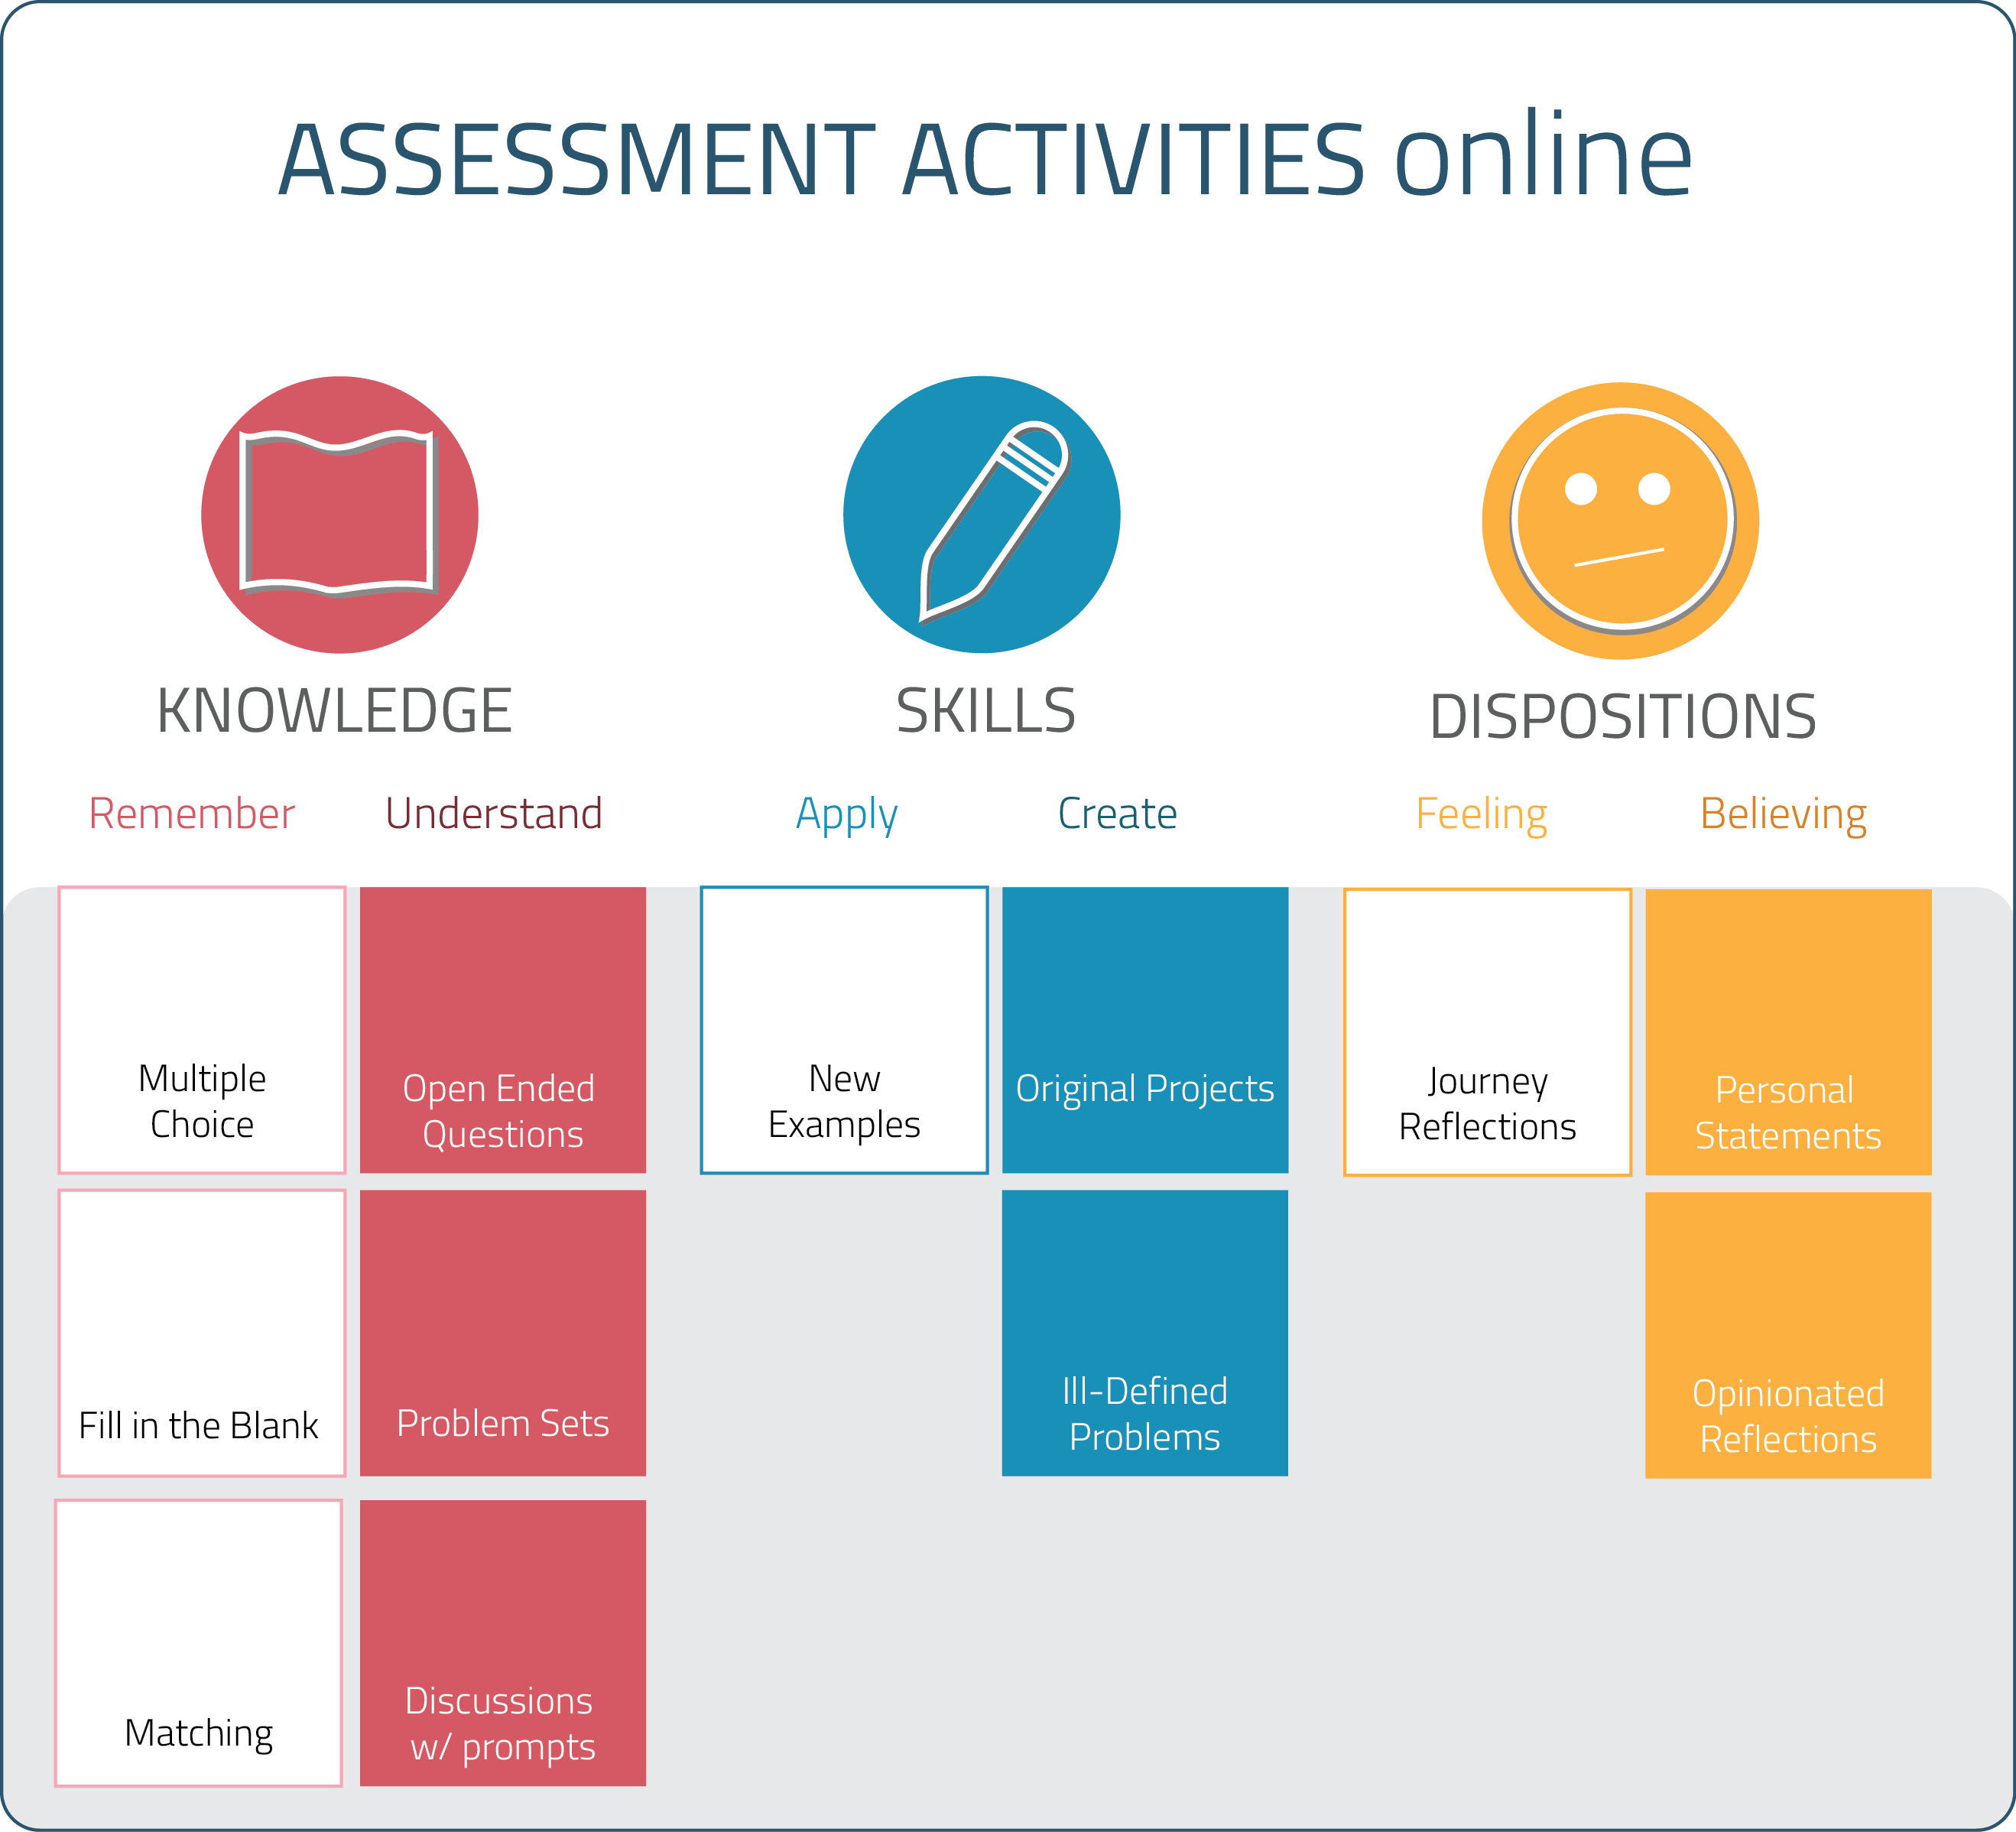 ASSESSMENT ACTIVITIES online
KNOWLEDGE
SKILLS
DISPOSITIONS
Remember
Understand
Apply
Create
Feeling
Believing
Multiple
Choice
Open Ended
Questions
New
Examples
Original Projects
Journey
Reflections
Personal
Statements
Fill in the Blank
Problem Sets
Ill-Defined
Problems
Opinionated
Reflections
Matching
Discussions
w/ prompts